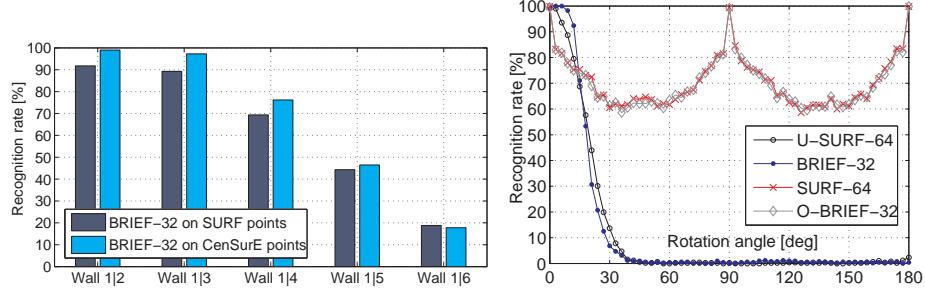 Recognition rate [%]
100
90
80
70
60
50
40
30
20
10
0
BRIEF-32 on SURF points
BRIEF-32 on CenSurE points
Wall 1|2 Wall 1|3 Wall 1|4 Wall 1|5 Wall 1|6
Recognition rate [%]
100
90
80
70
60
50
40
30
20
10
0
U-SURF-64
BRIEF-32
SURF-64
O-BRIEF-32
Rotation angle [deg]
0 30 60 90 120 150 180